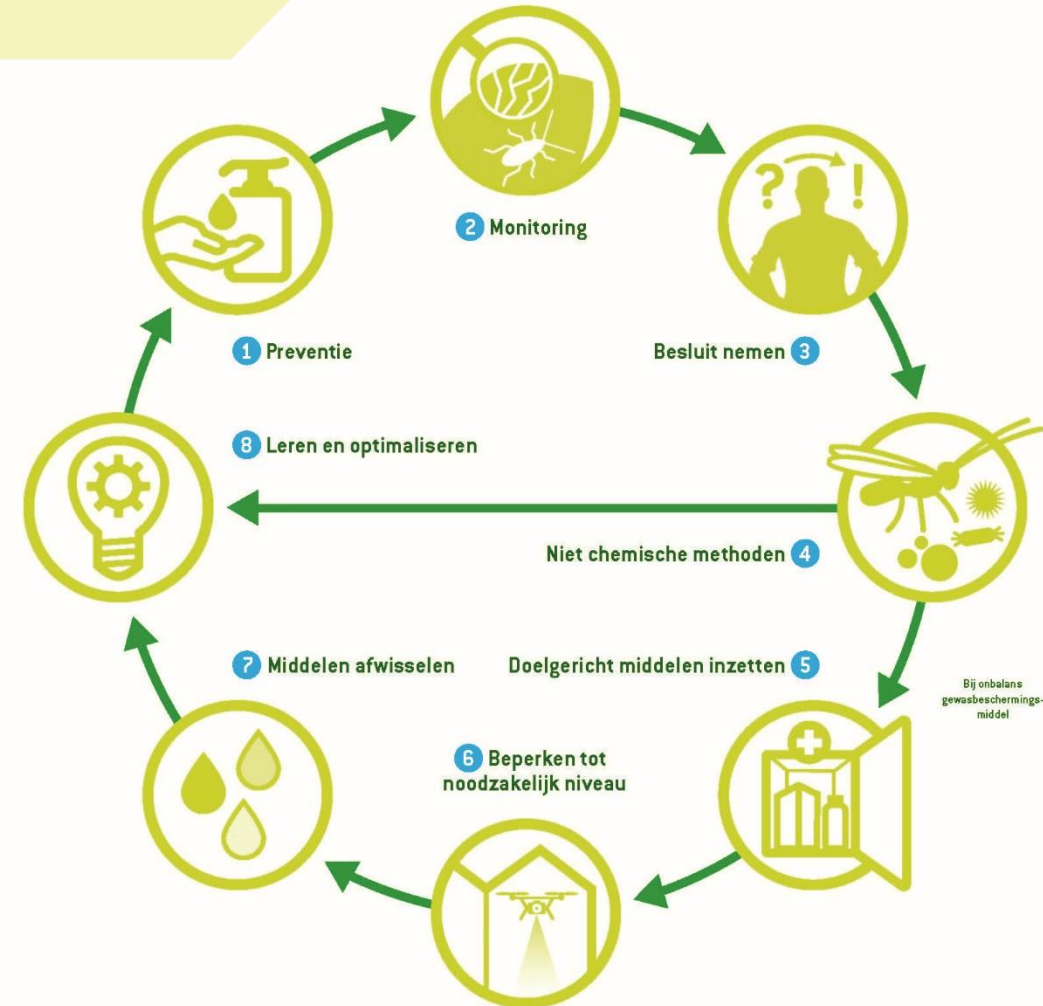 2 Monitoring
1 Preventie
Besluit nemen 3
8 Leren en optimaliseren
Niet chemische methoden 4
7 Middelen afwisselen
Doelgericht middelen inzetten 5
Bij onbalans
gewasbeschermings-
middel
6 Beperken tot
noodzakelijk niveau
? !